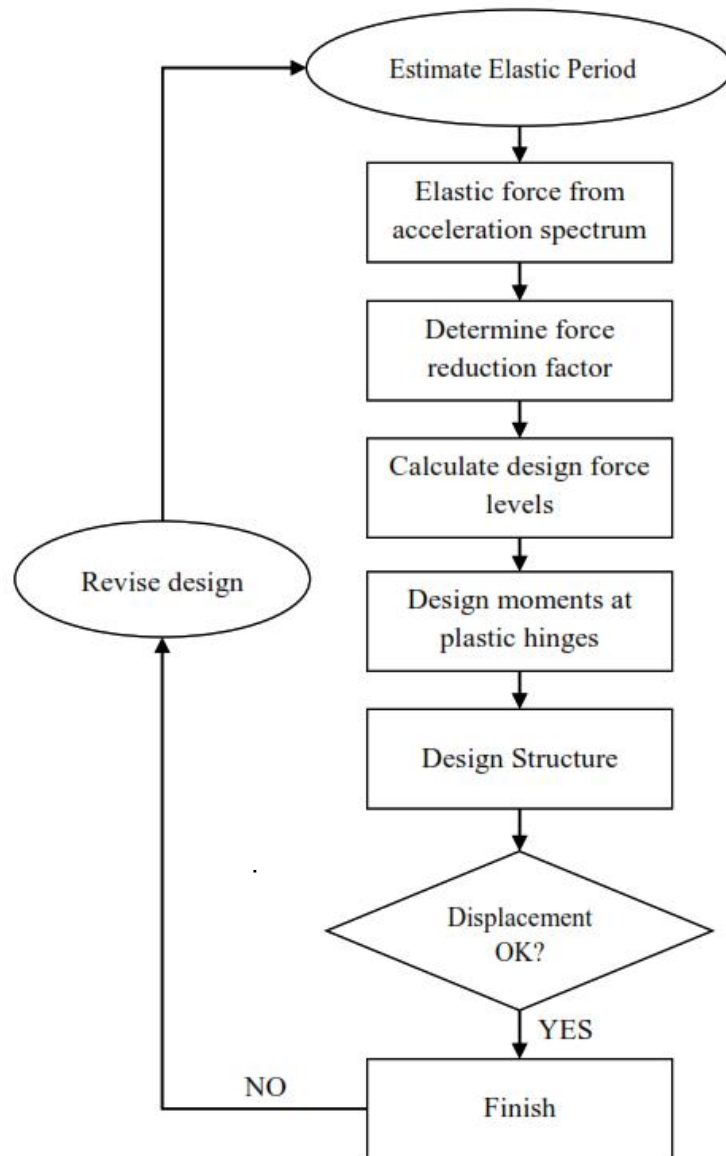 Estimate Elastic Period
Elastic force from
acceleration spectrum
Determine force
reduction factor
Calculate design force
levels
Revise design
Design moments at
plastic hinges
Design Structure
Displacement
OK?
YES
NO
Finish